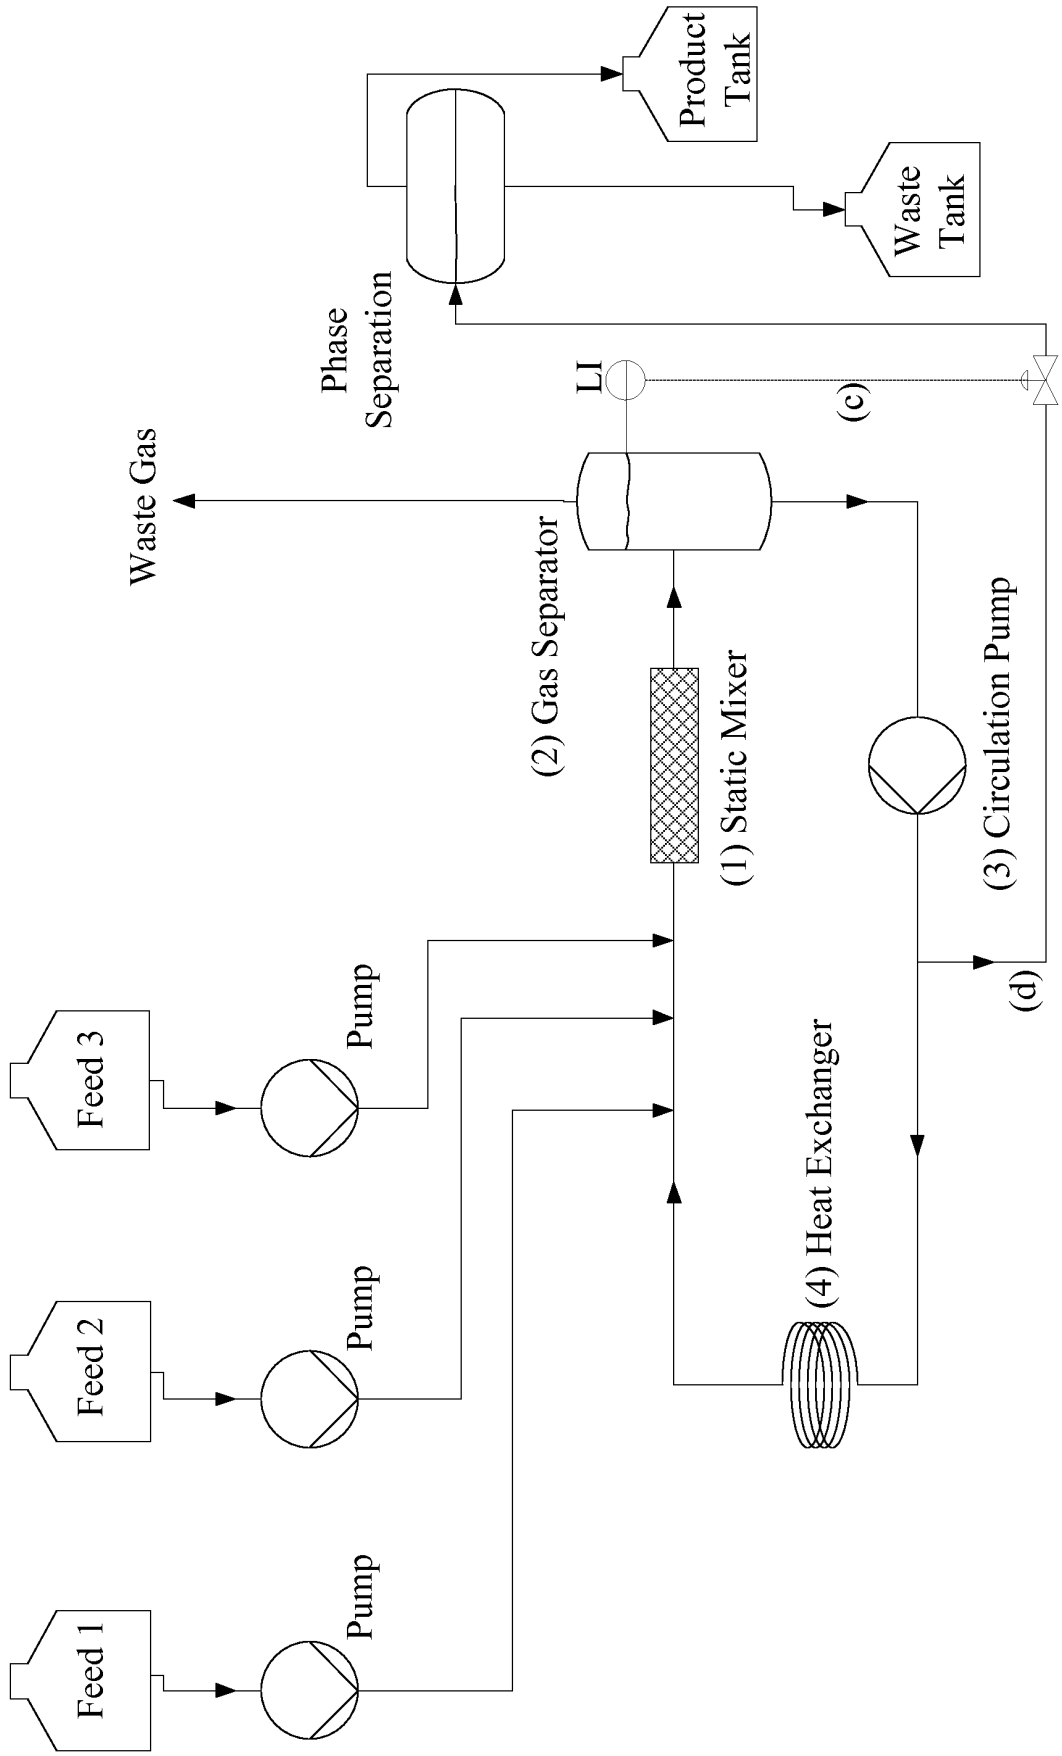 Feed 1
Feed 2
Feed 3
Pump
Pump
Pump
Waste Gas
Phase
Separation
Product
Tank
(2) Gas Separator
LI
(1) Static Mixer
(4) Heat Exchanger
(c)
Waste
Tank
(3) Circulation Pump
(d)